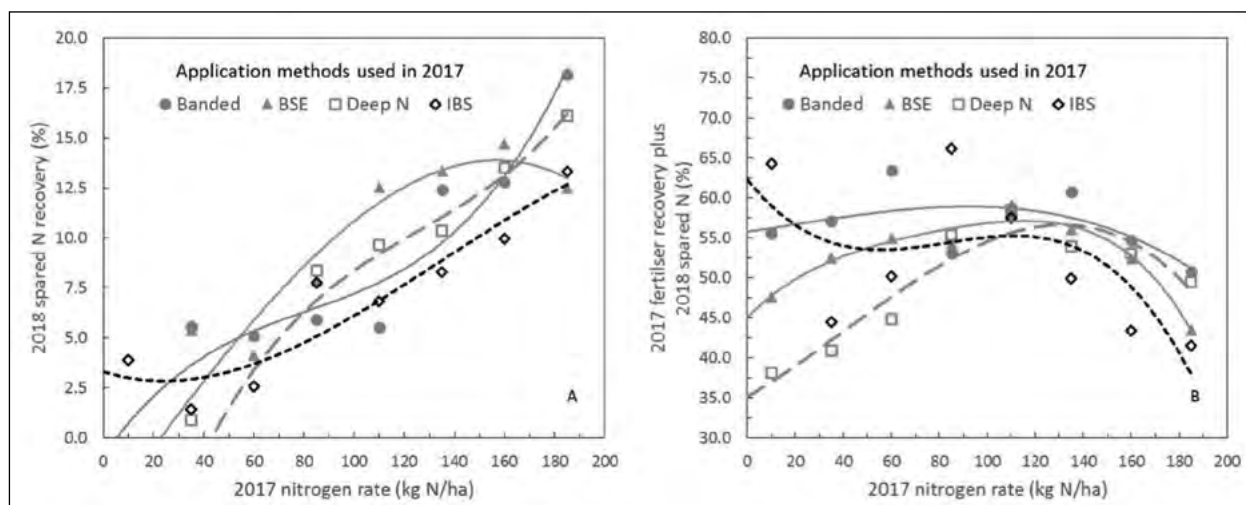 20.0
17.5
15.0
12.5
10.0
7.5
5.0
2.5
0.0
2018 spared N recovery (%)
Application methods used in 2017
Banded BSE Deep N IBS
A
0 20 40 60 80 100 120 140 160 180 200
2017 nitrogen rate (kg N/ha)
80.0
75.0
70.0
65.0
60.0
55.0
50.0
45.0
40.0
35.0
30.0
2017 fertilser recovery plus
2018 spared N (%)
Application methods used in 2017
Banded BSE Deep N IBS
B
0 20 40 60 80 100 120 140 160 180 200
2017 nitrogen rate (kg N/ha)